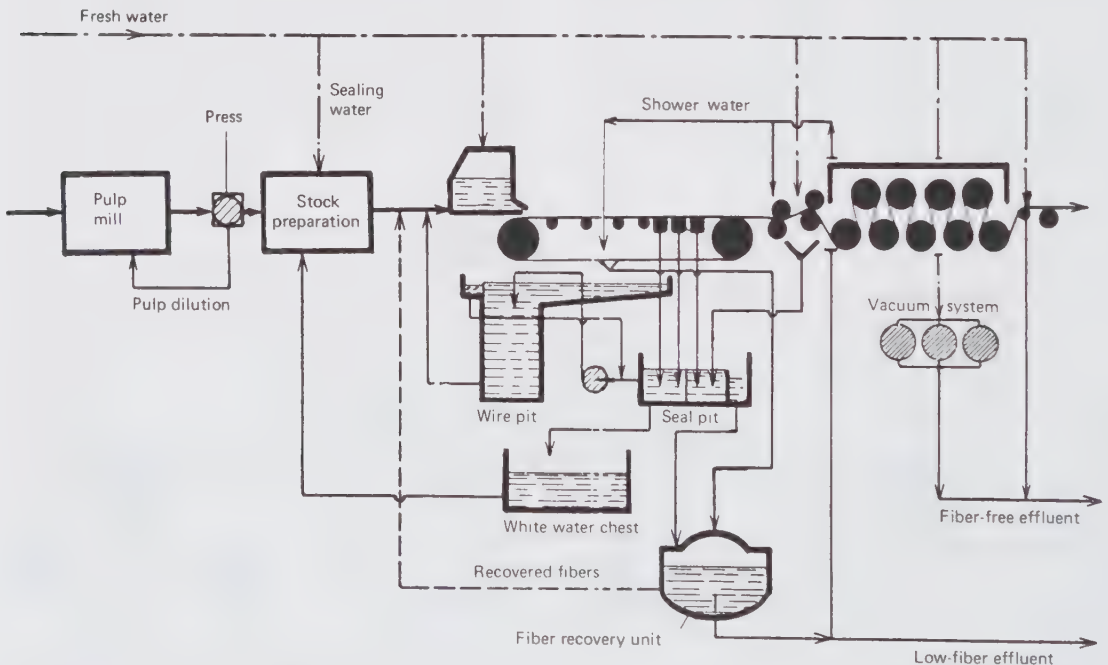 Fresh water
Sealing
water
Shower water
Press
Pulp
mill
Stock
preparation
Pulp dilution
Vacuum system
Wire pit
Seal pit
White water chest
Fiber-free effluent
Recovered fibers
Fiber recovery unit
Low-fiber effluent